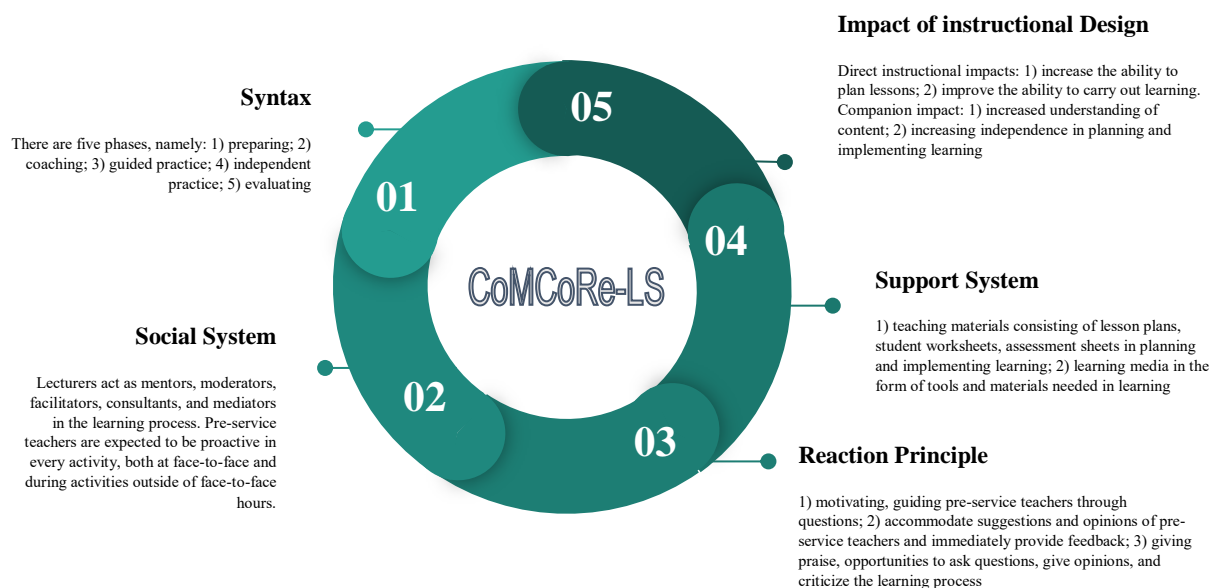 Syntax
There are five phases, namely: 1) preparing; 2)
coaching; 3) guided practice; 4) independent
practice; 5) evaluating
01
Social System
Lecturers act as mentors, moderators,
facilitators, consultants, and mediators
in the learning process. Pre-service
teachers are expected to be proactive in
every activity, both at face-to-face and
during activities outside of face-to-face
hours.
02
CoMCoRe-LS
03
Reaction Principle
1) motivating, guiding pre-service teachers through
questions; 2) accommodate suggestions and opinions of pre-
service teachers and immediately provide feedback; 3) giving
praise, opportunities to ask questions, give opinions, and
criticize the learning process
04
Support System
1) teaching materials consisting of lesson plans,
student worksheets, assessment sheets in planning
and implementing learning; 2) learning media in the
form of tools and materials needed in learning
05
Impact of instructional Design
Direct instructional impacts: 1) increase the ability to
plan lessons; 2) improve the ability to carry out learning.
Companion impact: 1) increased understanding of
content; 2) increasing independence in planning and
implementing learning